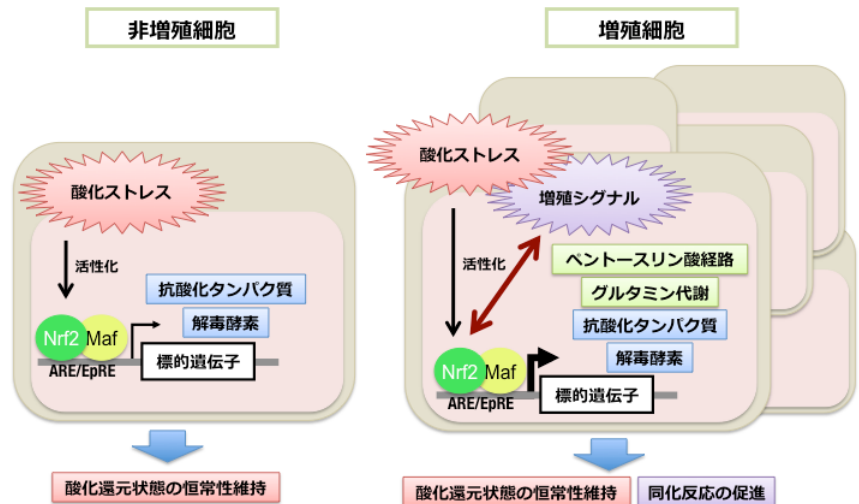 非増殖細胞
酸化ストレス
活性化
抗酸化タンパク質
解毒酵素
Nrf2
Maf
標的遺伝子
ARE/EpRE
酸化還元状態の恒常性維持
増殖細胞
酸化ストレス
増殖シグナル
活性化
ペントースリン酸経路
グルタミン代謝
抗酸化タンパク質
解毒酵素
Nrf2
Maf
標的遺伝子
ARE/EpRE
酸化還元状態の恒常性維持
同化反応の促進